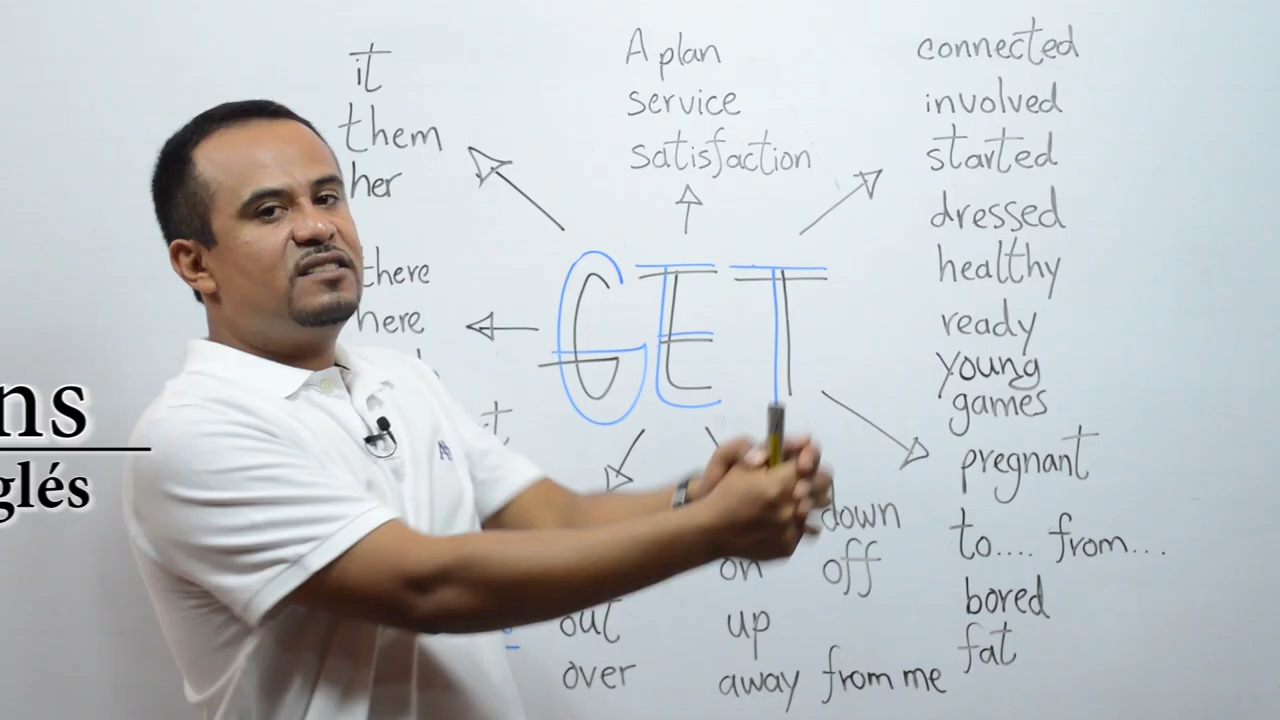 it
them
her
there
here
A plan
service
satisfaction
connected
involved
started
dressed
healthy
ready
young
games
pregnant
to.... from...
bored
fat
GET
down
off
on
up
away from me
out
over
ns
glés